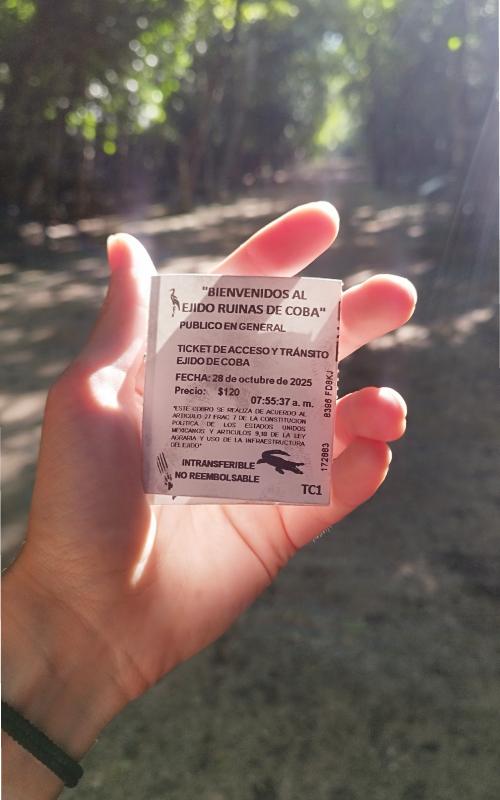 "BIENVENIDOS AL
EJIDO RUINAS DE COBA"
PUBLICO EN GENERAL
TICKET DE ACCESO Y TRÁNSITO
EJIDO DE COBA
FECHA: 28 de octubre de 2025
Precio: $120
07:55:37 a. m.
"ESTE COBRO SE REALIZA DE ACUERDO AL
ARTICULO 27 FRAC 7 DE LA CONSTITUCION
POLITICA DE LOS ESTADOS UNIDOS
MEXICANOS Y ARTICULOS 9,10 DE LA LEY
AGRARIA Y USO DE LA INFRAESTRUCTURA
DEL EJIDO"
INTRANSFERIBLE
NO REEMBOLSABLE
TC1
172883
8396 FD8KJ